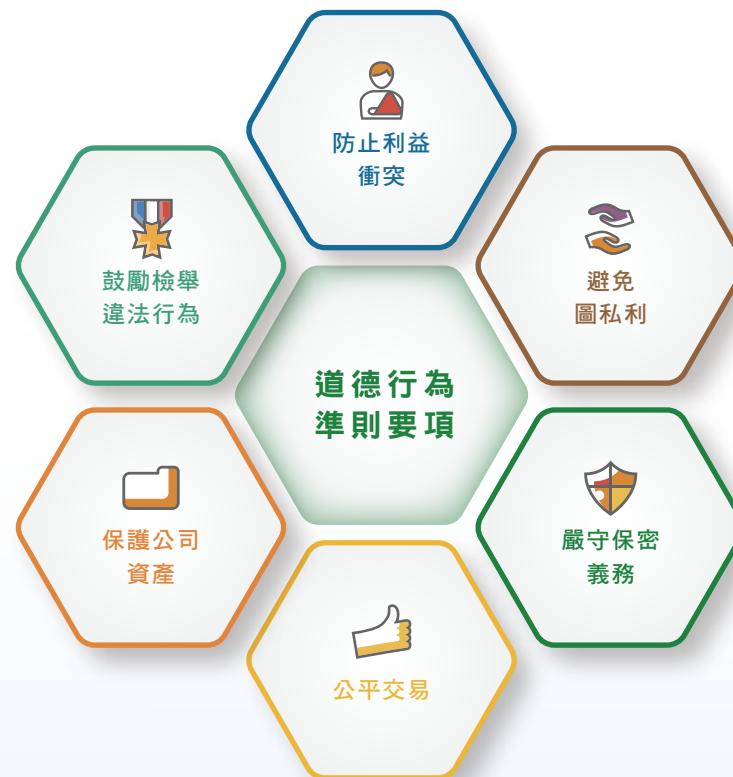 防止利益
衝突
鼓勵檢舉
違法行為
避免
圖私利
道德行為
準則要項
保護公司
資產
嚴守保密
義務
公平交易